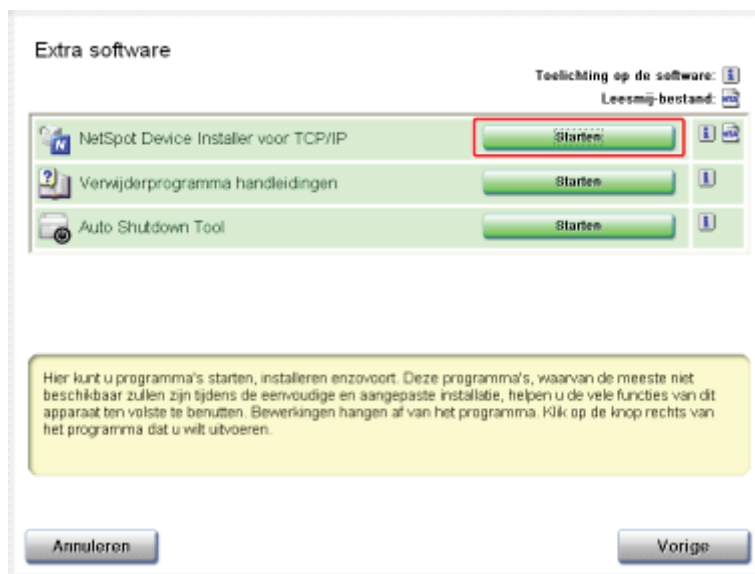 Extra software
Toelichting op de software:
Leesmij-bestand:
NetSpot Device Installer voor TCP/IP
Starten
Verwijderprogramma handleidingen
Starten
Auto Shutdown Tool
Starten
Hier kunt u programma's starten, installeren enzovoort. Deze programma's, waarvan de meeste niet
beschikbaar zullen zijn tijdens de eenvoudige en aangepaste installatie, helpen u de vele functies van dit
apparaat ten volste te benutten. Bewerkingen hangen af van het programma. Klik op de knop rechts van
het programma dat u wilt uitvoeren.
Annuleren
Vorige